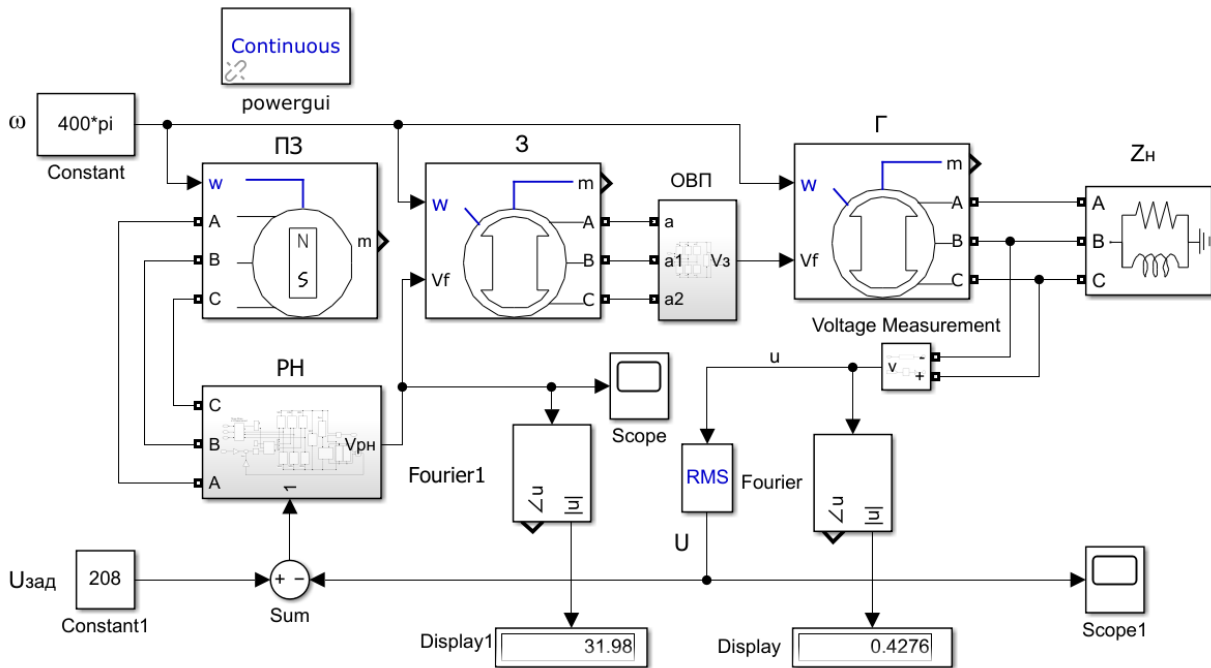 Continuous
powergui
ω
400*pi
Constant
ПЗ
w
A
B
C
m
N
S
З
w
Vf
m
A
B
C
ОВП
a
a1
a2
Vз
Г
w
Vf
m
A
B
C
Zн
A
B
C
Voltage Measurement
v
-
+
u
РН
C
B
A
Vрн
1
Scope
Fourier1
∠u
|u|
RMS
U
Fourier
∠u
|u|
Uзад
208
Constant1
+ −
Sum
Scope1
Display1
31.98
Display
0.4276